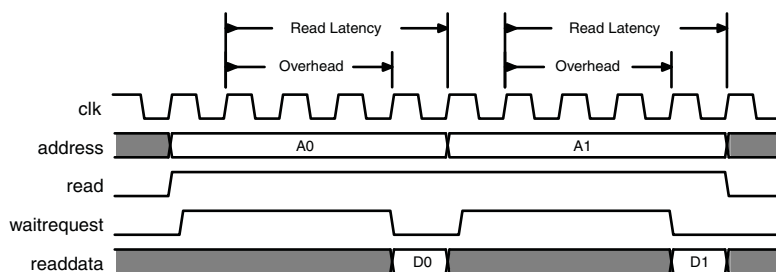 Read Latency Read Latency
Overhead Overhead
clk
address A0 A1
read
waitrequest
readdata D0 D1